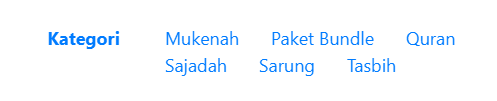 Kategori Mukenah Paket Bundle Quran
Sajadah Sarung Tasbih